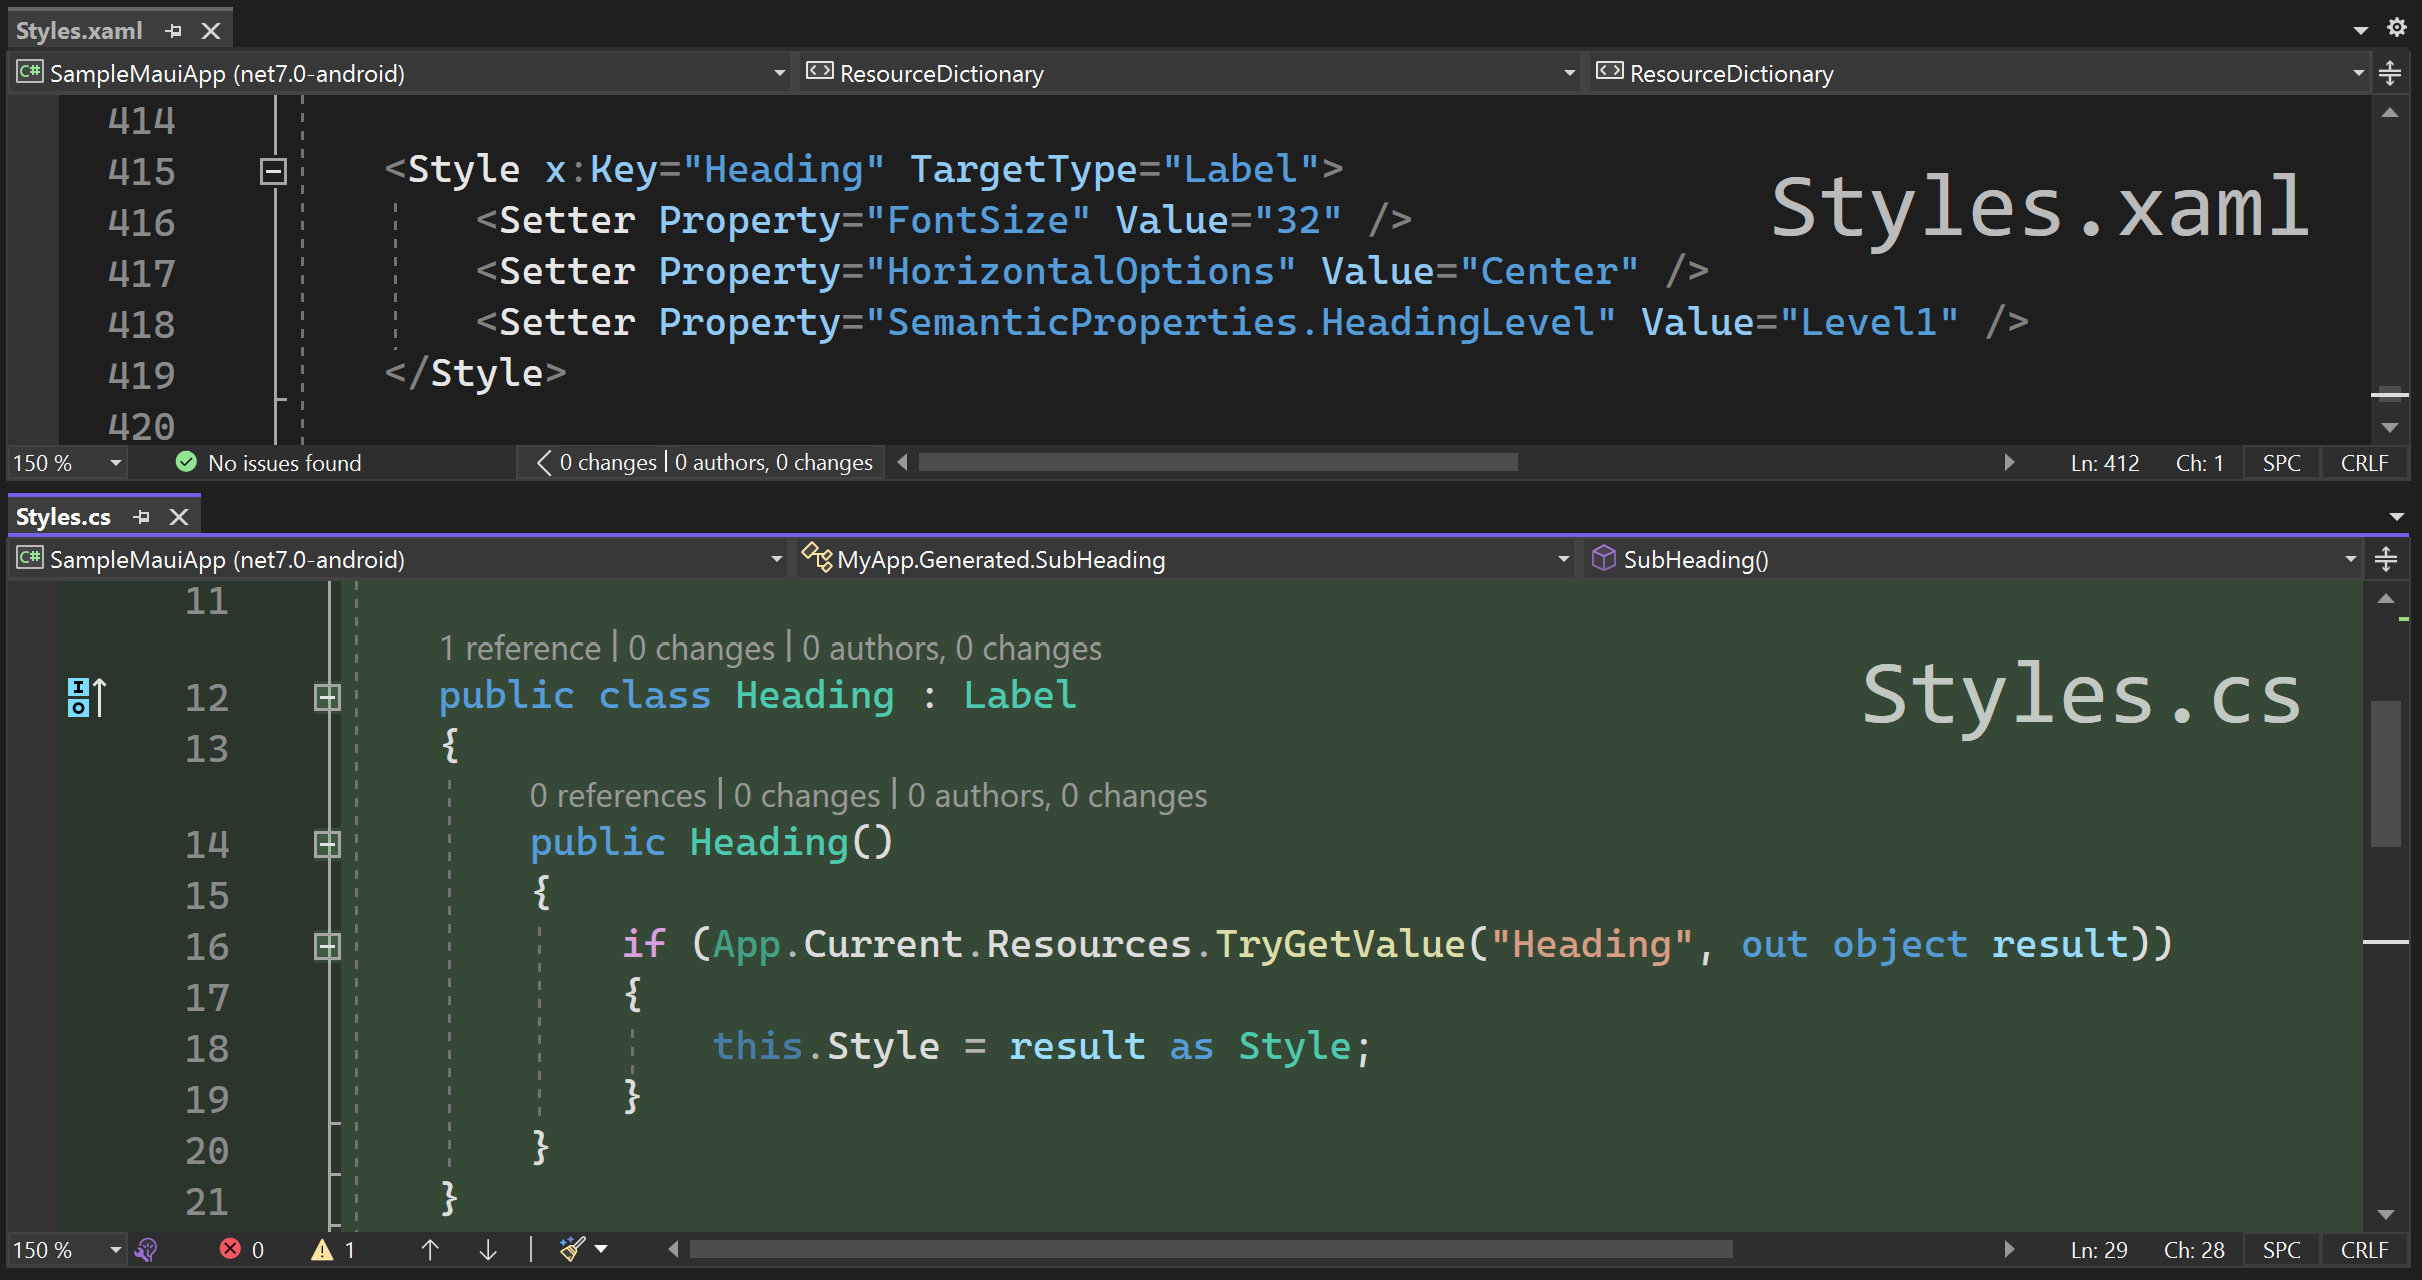 Styles.xaml
SampleMauiApp (net7.0-android) ResourceDictionary ResourceDictionary
414
415 <Style x:Key="Heading" TargetType="Label">
Styles.xaml
416 <Setter Property="FontSize" Value="32" />
417 <Setter Property="HorizontalOptions" Value="Center" />
418 <Setter Property="SemanticProperties.HeadingLevel" Value="Level1" />
419 </Style>
420
150 % No issues found 0 changes | 0 authors, 0 changes Ln: 412 Ch: 1 SPC CRLF
Styles.cs
C# SampleMauiApp (net7.0-android) MyApp.Generated.SubHeading SubHeading()
11
1 reference | 0 changes | 0 authors, 0 changes
12 public class Heading : Label
Styles.cs
13 {
0 references | 0 changes | 0 authors, 0 changes
14 public Heading()
15 {
16 if (App.Current.Resources.TryGetValue("Heading", out object result))
17 {
18 this.Style = result as Style;
19 }
20 }
21 }
150 % 0 1 Ln: 29 Ch: 28 SPC CRLF